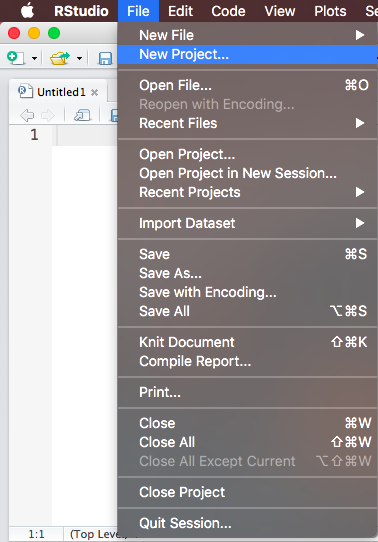 RStudio File Edit Code View Plots
New File
New Project...
Untitled1
Open File... ⌘O
Reopen with Encoding...
Recent Files
1
Open Project...
Open Project in New Session...
Recent Projects
Import Dataset
Save ⌘S
Save As...
Save with Encoding...
Save All ⌥⌘S
Knit Document ⇧⌘K
Compile Report...
Print...
Close ⌘W
Close All ⇧⌘W
Close All Except Current ⌥⇧⌘W
Close Project
Quit Session...
1:1 (Top Level)